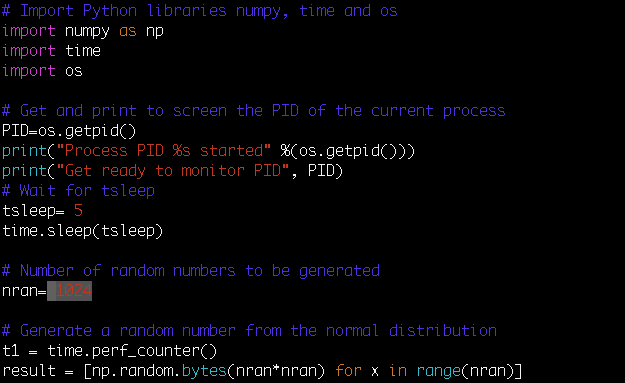 # Import Python libraries numpy, time and os
import numpy as np
import time
import os
# Get and print to screen the PID of the current process
PID=os.getpid()
print("Process PID %s started" %(os.getpid()))
print("Get ready to monitor PID", PID)
# Wait for tsleep
tsleep= 5
time.sleep(tsleep)
# Number of random numbers to be generated
nran= 1024
# Generate a random number from the normal distribution
t1 = time.perf_counter()
result = [np.random.bytes(nran*nran) for x in range(nran)]